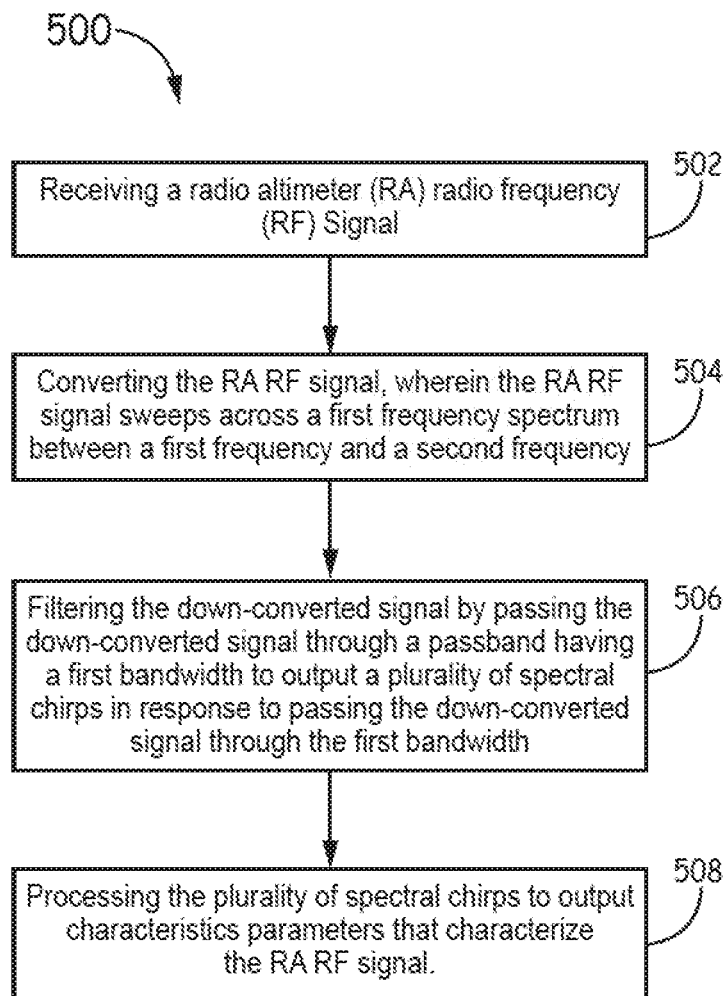 500
502
Receiving a radio altimeter (RA) radio frequency
(RF) Signal
504
Converting the RA RF signal, wherein the RA RF
signal sweeps across a first frequency spectrum
between a first frequency and a second frequency
506
Filtering the down-converted signal by passing the
down-converted signal through a passband having
a first bandwidth to output a plurality of spectral
chirps in response to passing the down-converted
signal through the first bandwidth
508
Processing the plurality of spectral chirps to output
characteristics parameters that characterize
the RA RF signal.